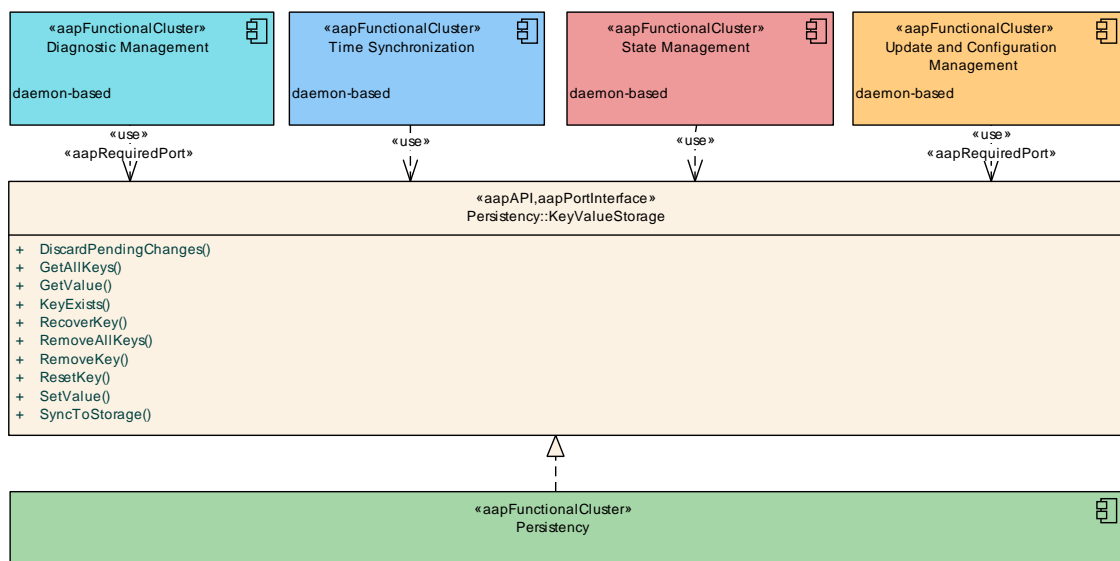 «aapFunctionalCluster»
Diagnostic Management
daemon-based
«aapFunctionalCluster»
Time Synchronization
daemon-based
«aapFunctionalCluster»
State Management
daemon-based
«aapFunctionalCluster»
Update and Configuration
Management
daemon-based
«use»
«aapRequiredPort»
«use»
«use»
«use»
«aapRequiredPort»
«aapAPI,aapPortInterface»
Persistency::KeyValueStorage
+ DiscardPendingChanges()
+ GetAllKeys()
+ GetValue()
+ KeyExists()
+ RecoverKey()
+ RemoveAllKeys()
+ RemoveKey()
+ ResetKey()
+ SetValue()
+ SyncToStorage()
«aapFunctionalCluster»
Persistency